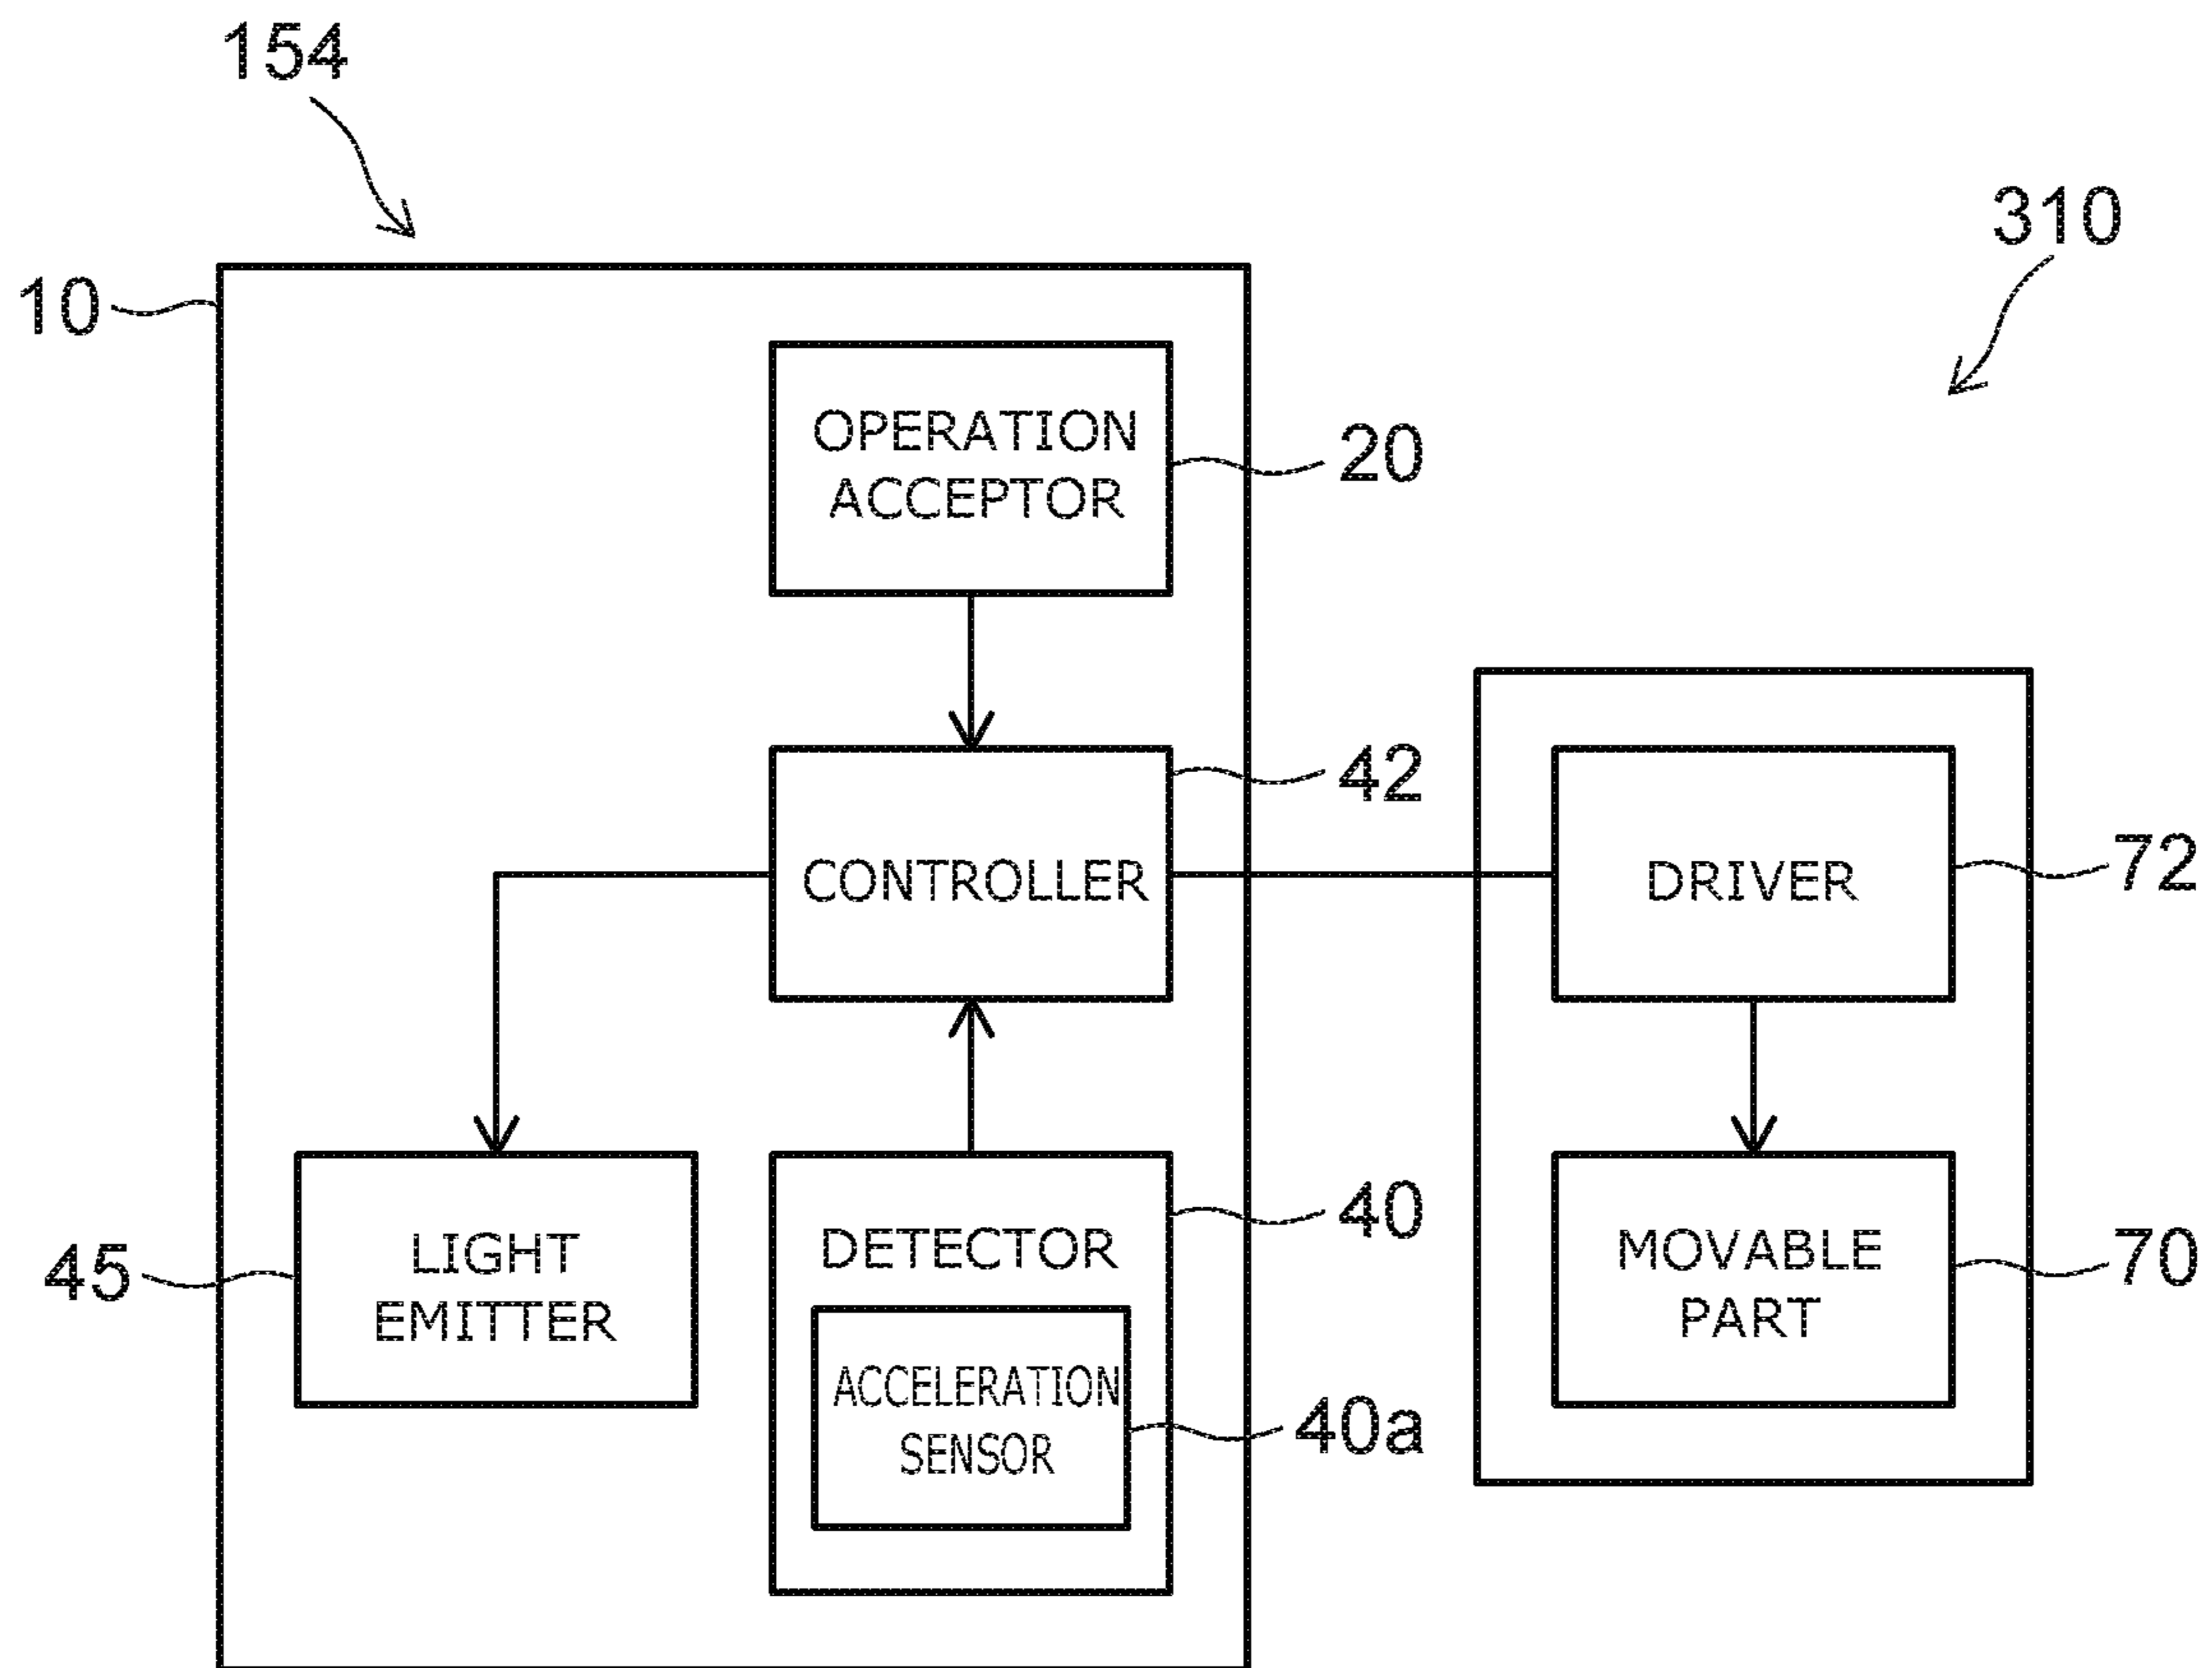 154
310
10
OPERATION
ACCEPTOR
20
42
CONTROLLER
DRIVER
72
LIGHT
EMITTER
45
DETECTOR
40
ACCELERATION
SENSOR
40a
MOVABLE
PART
70